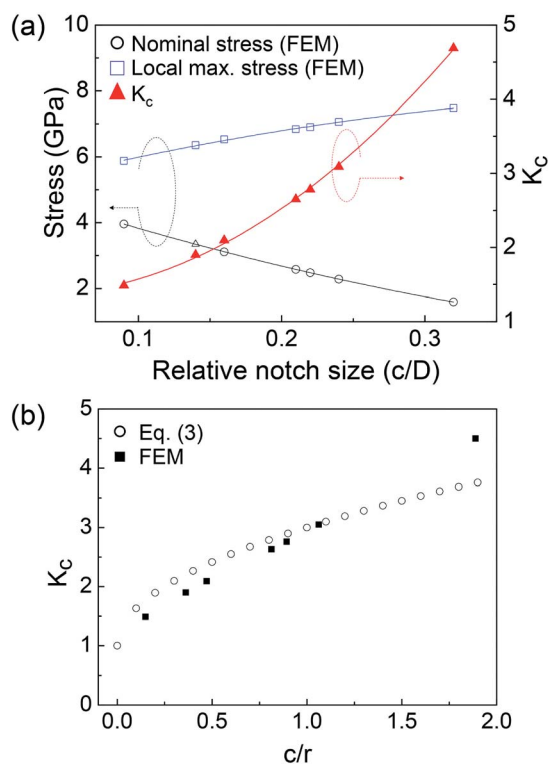 (a)
Nominal stress (FEM)
Local max. stress (FEM)
Kc
Stress (GPa)
10
8
6
4
2
5
4
3
2
1
Kc
0.1
0.2
0.3
Relative notch size (c/D)
(b)
Eq. (3)
FEM
Kc
5
4
3
2
1
0
0.0
0.5
1.0
1.5
2.0
c/r